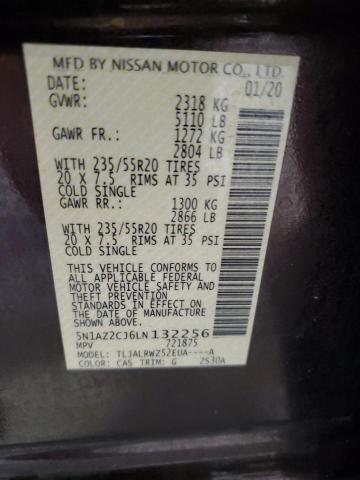 MFD BY NISSAN MOTOR CO., LTD.
DATE: 01/20
GVWR: 2318 KG
5110 LB
GAWR FR.: 1272 KG
2804 LB
WITH 235/55R20 TIRES
20 X 7.5 RIMS AT 35 PSI
COLD SINGLE
GAWR RR.: 1300 KG
2866 LB
WITH 235/55R20 TIRES
20 X 7.5 RIMS AT 35 PSI
COLD SINGLE
THIS VEHICLE CONFORMS TO
ALL APPLICABLE FEDERAL
MOTOR VEHICLE SAFETY AND
THEFT PREVENTION
STANDARDS IN EFFECT ON
THE DATE OF MANUFACTURE
SHOWN ABOVE.
5N1AZ2CJ6LN132256
MPV 721875
MODEL: TLJALRWZ52EUA----A
COLOR: CAS TRIM: G 2530A